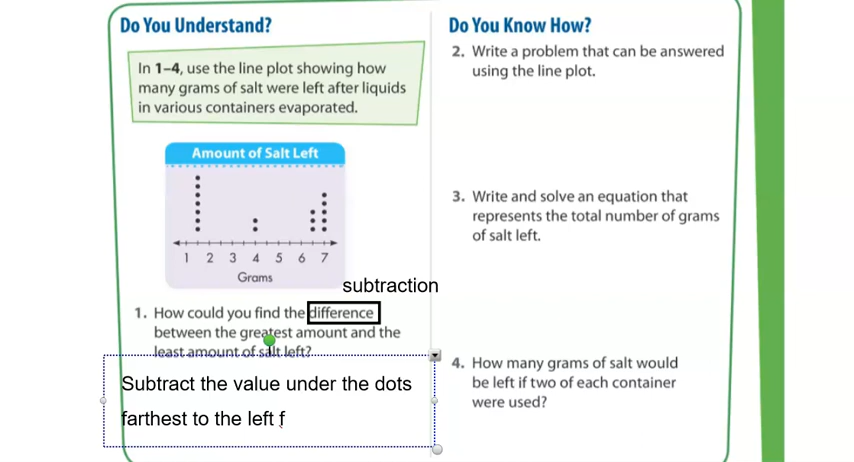 Do You Understand?
In 1–4, use the line plot showing how
many grams of salt were left after liquids
in various containers evaporated.
Amount of Salt Left
1 2 3 4 5 6 7
Grams
subtraction
1. How could you find the difference
between the greatest amount and the
least amount of salt left?
Subtract the value under the dots
farthest to the left f
Do You Know How?
2. Write a problem that can be answered
using the line plot.
3. Write and solve an equation that
represents the total number of grams
of salt left.
4. How many grams of salt would
be left if two of each container
were used?